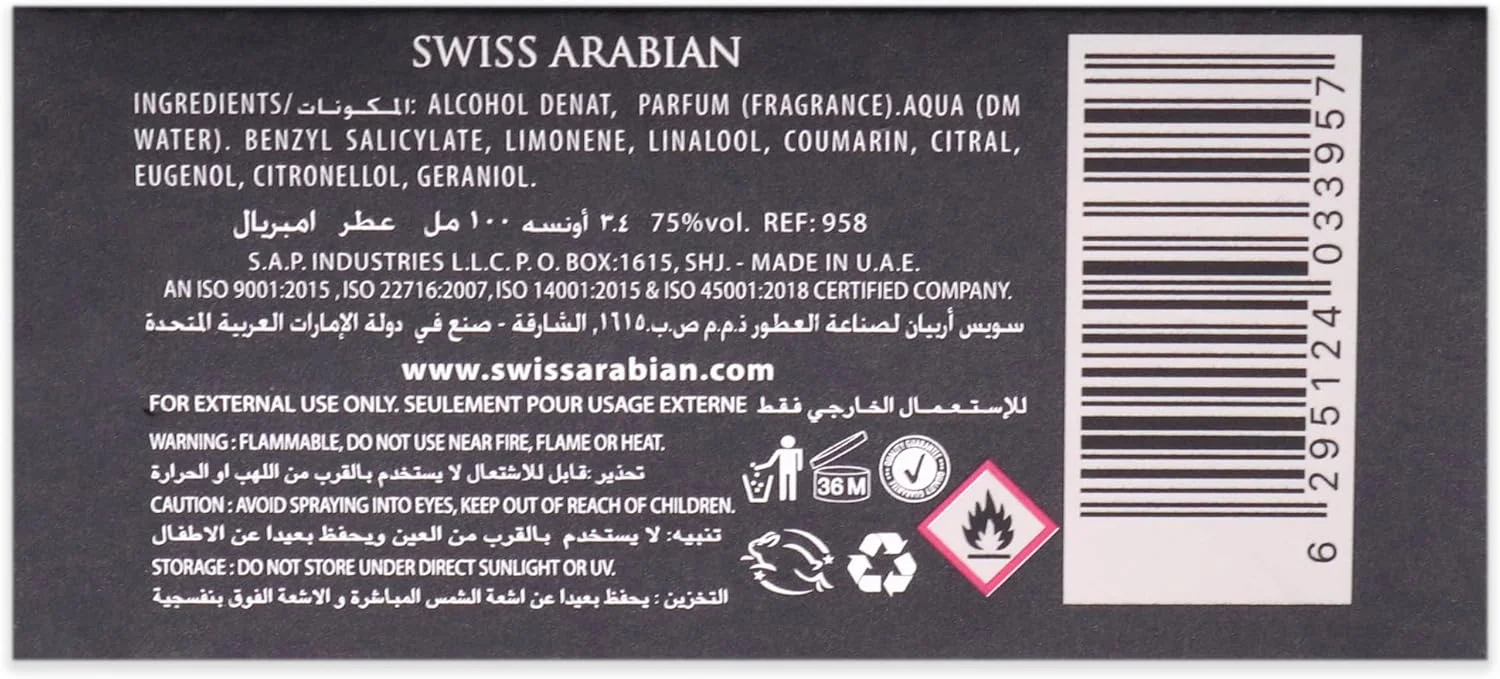 SWISS ARABIAN
INGREDIENTS/المكونات: ALCOHOL DENAT, PARFUM (FRAGRANCE).AQUA (DM
WATER). BENZYL SALICYLATE, LIMONENE, LINALOOL, COUMARIN, CITRAL,
EUGENOL, CITRONELLOL, GERANIOL.
عطر امبريال ١٠٠ مل ٣.٤ أونسه 75%vol. REF: 958
S.A.P. INDUSTRIES L.L.C. P. O. BOX:1615, SHJ. - MADE IN U.A.E.
AN ISO 9001:2015 , ISO 22716:2007, ISO 14001:2015 & ISO 45001:2018 CERTIFIED COMPANY.
سويس أربيان لصناعة العطور ذ.م.م ص.ب.١٦١٥, الشارقة - صنع في دولة الإمارات العربية المتحدة
www.swissarabian.com
FOR EXTERNAL USE ONLY. SEULEMENT POUR USAGE EXTERNE للإستعمال الخارجي فقط
WARNING : FLAMMABLE, DO NOT USE NEAR FIRE, FLAME OR HEAT.
تحذير :قابل للاشتعال لا يستخدم بالقرب من اللهب او الحرارة
CAUTION : AVOID SPRAYING INTO EYES, KEEP OUT OF REACH OF CHILDREN.
تنبيه: لا يستخدم بالقرب من العين ويحفظ بعيدا عن الاطفال
STORAGE : DO NOT STORE UNDER DIRECT SUNLIGHT OR UV.
التخزين : يحفظ بعيدا عن اشعة الشمس المباشرة و الاشعة الفوق بنفسجية
36 M
QUALITY GUARANTEE
6 295124 033957